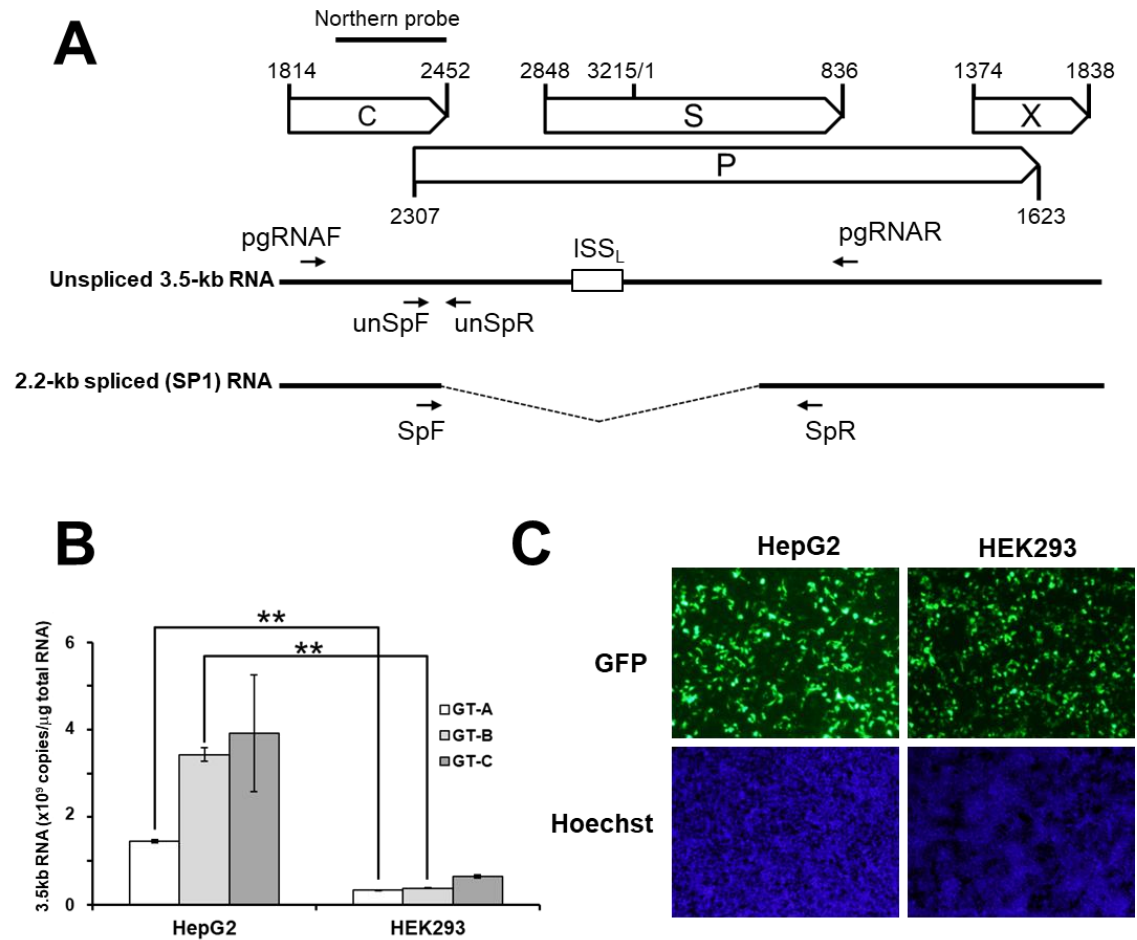 A
Northern probe
1814 2452 2848 3215/1 836 1374 1838
C S X
P
2307 1623
pgRNAF ISSL pgRNAR
Unspliced 3.5-kb RNA
unSpF unSpR
2.2-kb spliced (SP1) RNA
SpF SpR
B
3.5kb RNA (x10⁹ copies/µg total RNA)
6
4
2
0
**
**
GT-A
GT-B
GT-C
HepG2 HEK293
C
HepG2 HEK293
GFP
Hoechst